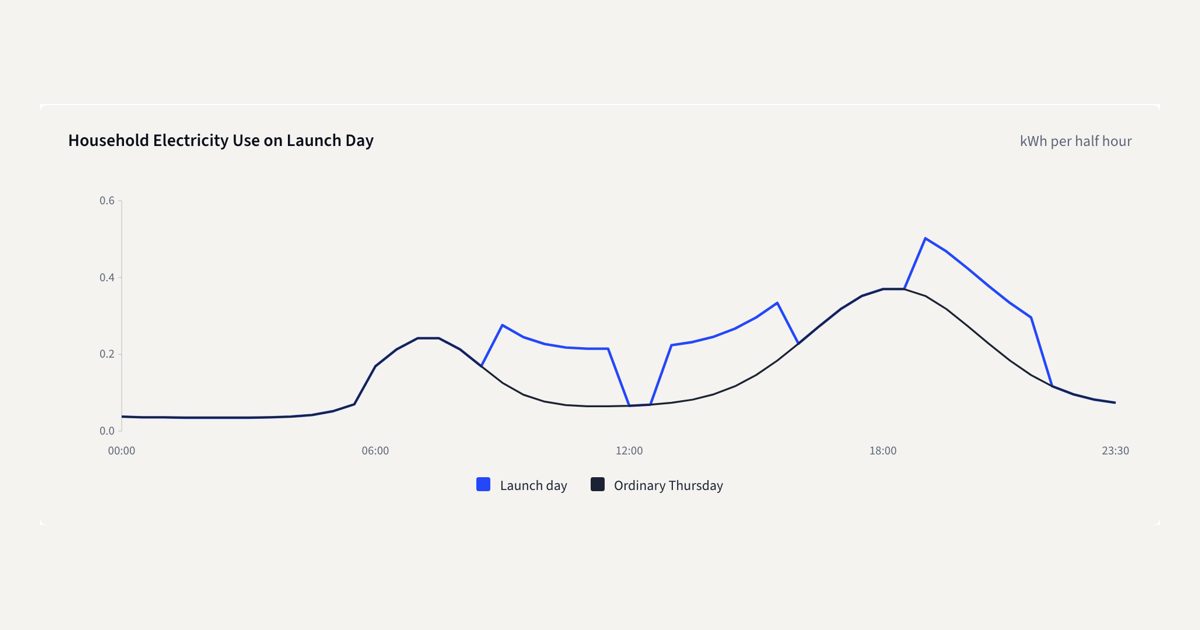 Household Electricity Use on Launch Day
kWh per half hour
0.6
0.4
0.2
0.0
00:00
06:00
12:00
18:00
23:30
Launch day
Ordinary Thursday